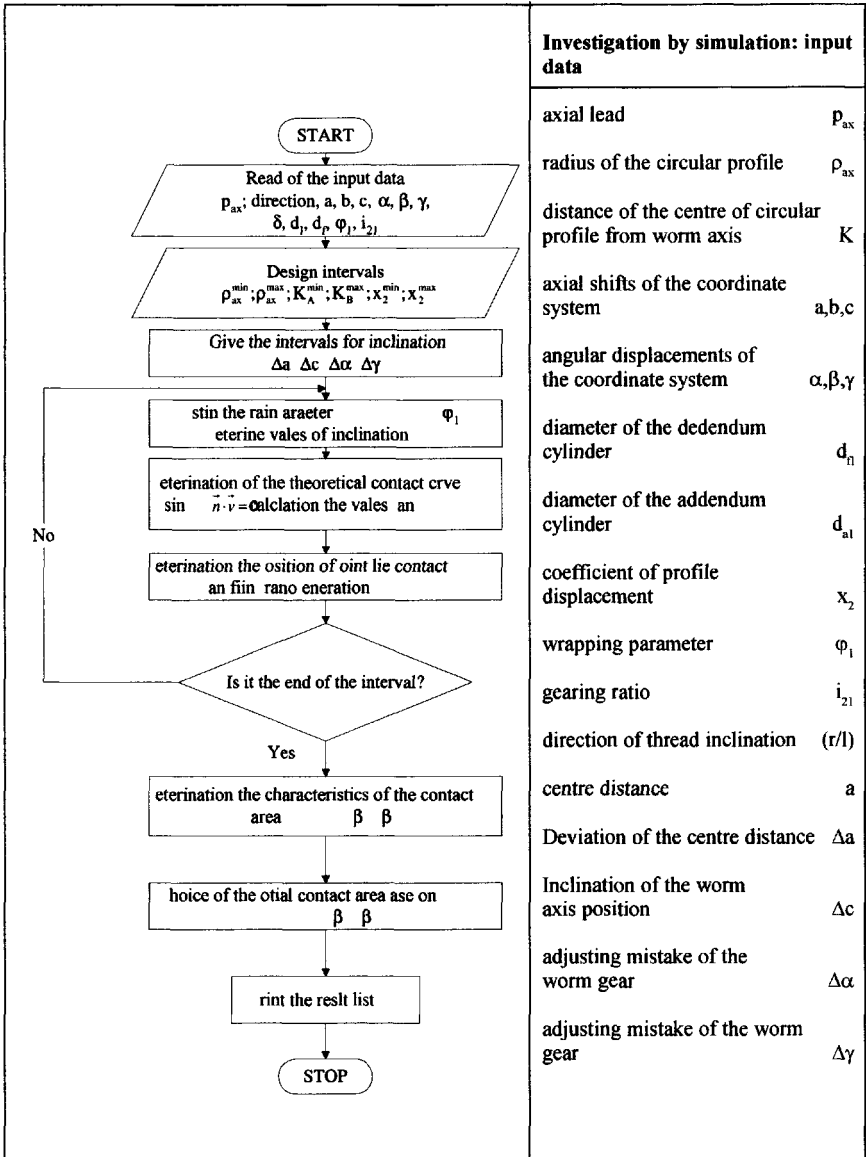 START
Read of the input data
p_ax; direction, a, b, c, α, β, γ,
δ, d_l, d_f, φ_1, i_21
Design intervals
ρ_ax^min; ρ_ax^max; K_A^min; K_B^max; x_2^min; x_2^max
Give the intervals for inclination
Δa Δc Δα Δγ
stin the rain araeter φ_1
eterine vales of inclination
eterination of the theoretical contact crve
sin n⃗·v⃗= calclation the vales an
eterination the osition of oint lie contact
an fiin rano eneration
No
Is it the end of the interval?
Yes
eterination the characteristics of the contact
area β β
hoice of the otial contact area ase on
β β
rint the reslt list
STOP
Investigation by simulation: input
data
axial lead p_ax
radius of the circular profile ρ_ax
distance of the centre of circular
profile from worm axis K
axial shifts of the coordinate
system a,b,c
angular displacements of
the coordinate system α,β,γ
diameter of the dedendum
cylinder d_f1
diameter of the addendum
cylinder d_a1
coefficient of profile
displacement x_2
wrapping parameter φ_1
gearing ratio i_21
direction of thread inclination (r/l)
centre distance a
Deviation of the centre distance Δa
Inclination of the worm
axis position Δc
adjusting mistake of the
worm gear Δα
adjusting mistake of the worm
gear Δγ